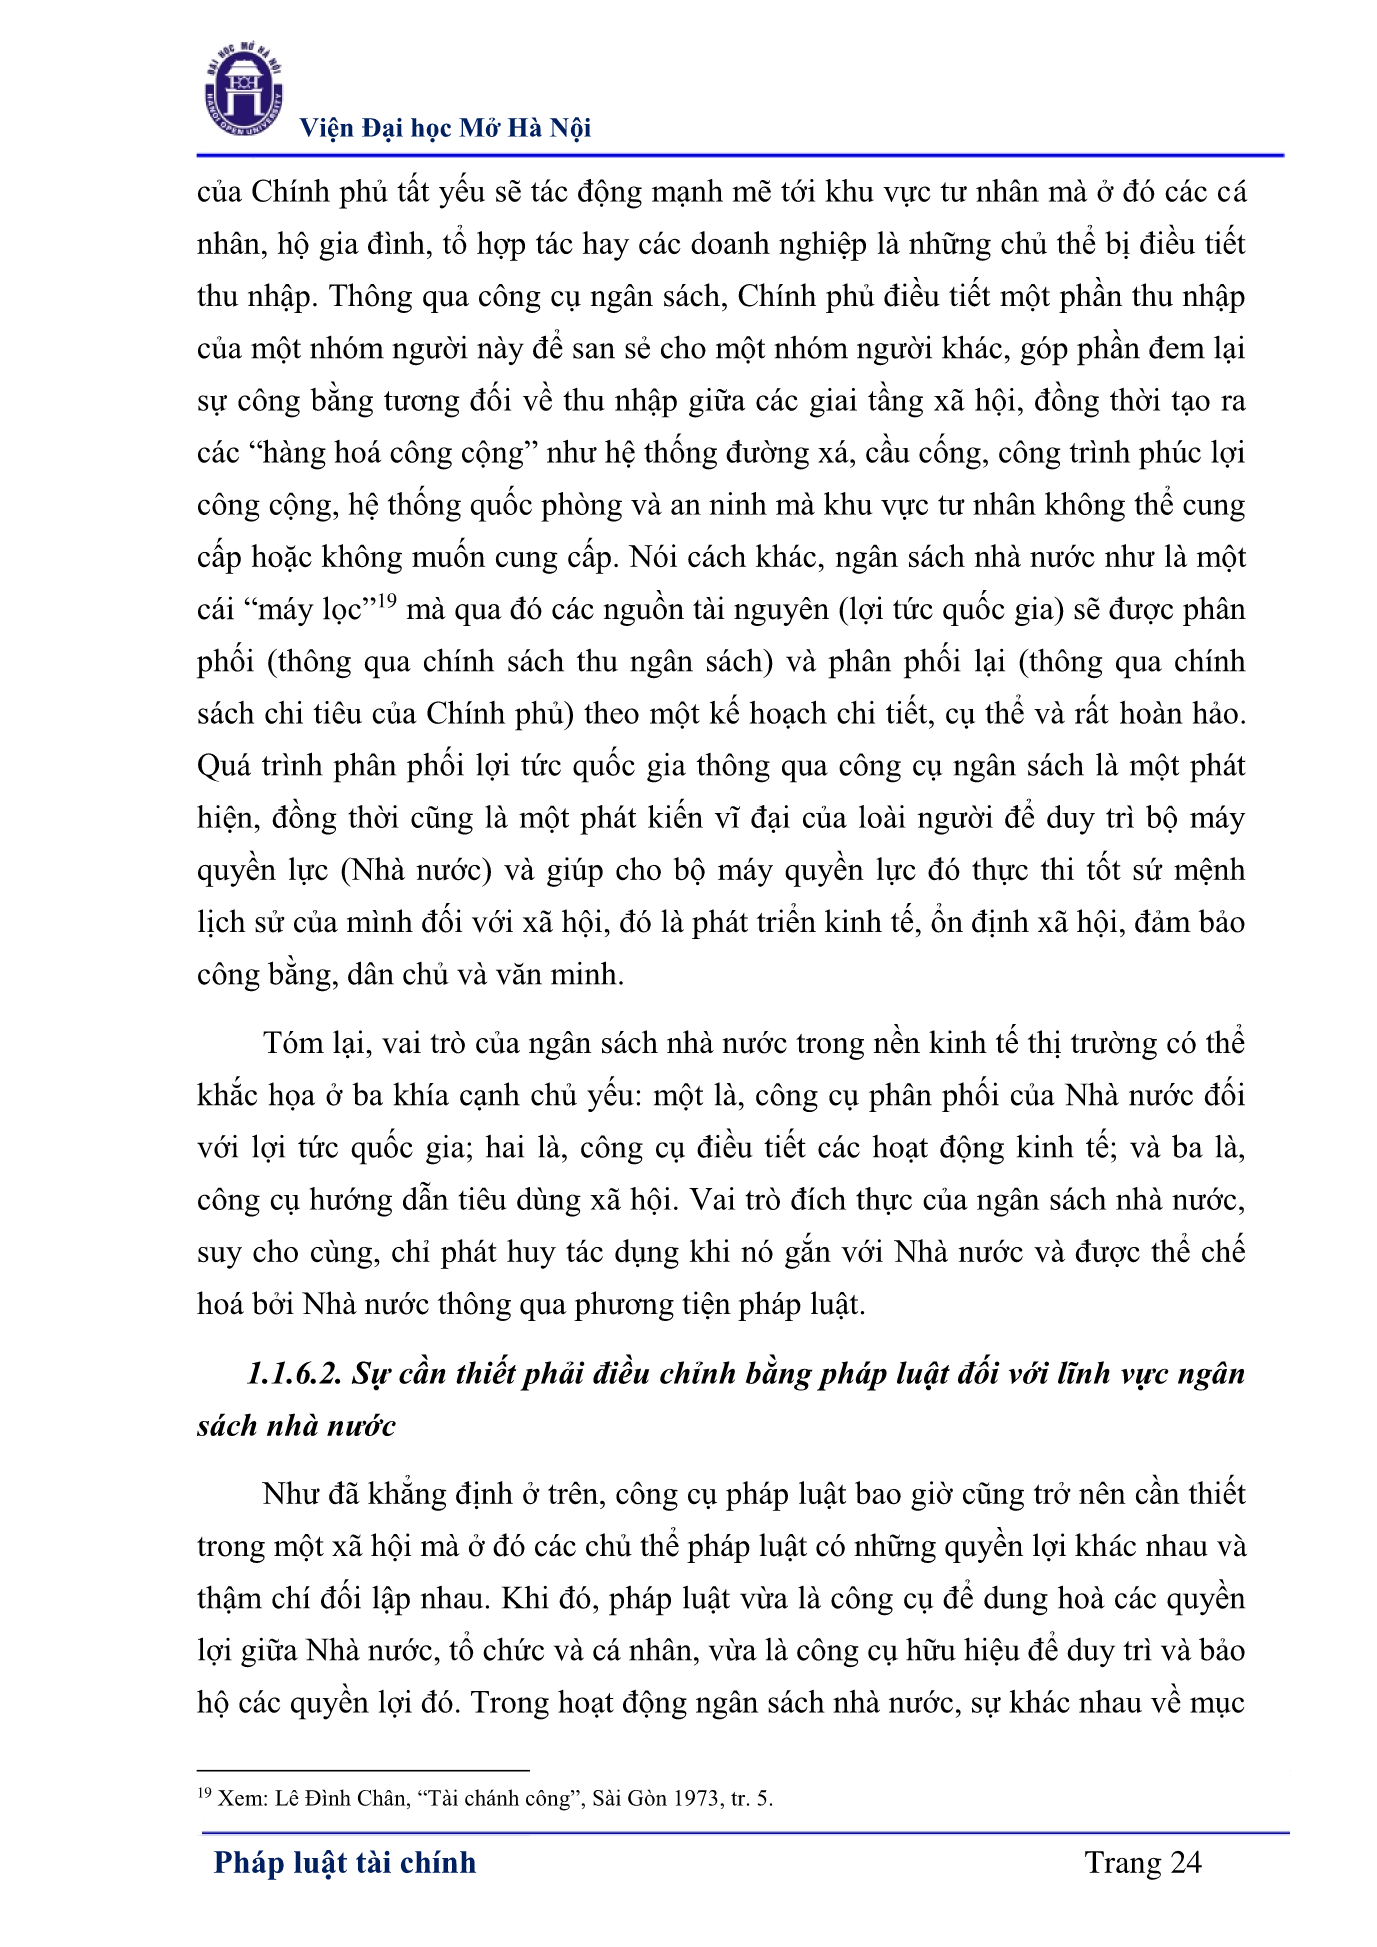 ĐẠI HỌC MỞ HÀ NỘI
HANOI OPEN UNIVERSITY
Viện Đại học Mở Hà Nội
của Chính phủ tất yếu sẽ tác động mạnh mẽ tới khu vực tư nhân mà ở đó các cá
nhân, hộ gia đình, tổ hợp tác hay các doanh nghiệp là những chủ thể bị điều tiết
thu nhập. Thông qua công cụ ngân sách, Chính phủ điều tiết một phần thu nhập
của một nhóm người này để san sẻ cho một nhóm người khác, góp phần đem lại
sự công bằng tương đối về thu nhập giữa các giai tầng xã hội, đồng thời tạo ra
các “hàng hoá công cộng” như hệ thống đường xá, cầu cống, công trình phúc lợi
công cộng, hệ thống quốc phòng và an ninh mà khu vực tư nhân không thể cung
cấp hoặc không muốn cung cấp. Nói cách khác, ngân sách nhà nước như là một
cái “máy lọc”19 mà qua đó các nguồn tài nguyên (lợi tức quốc gia) sẽ được phân
phối (thông qua chính sách thu ngân sách) và phân phối lại (thông qua chính
sách chi tiêu của Chính phủ) theo một kế hoạch chi tiết, cụ thể và rất hoàn hảo.
Quá trình phân phối lợi tức quốc gia thông qua công cụ ngân sách là một phát
hiện, đồng thời cũng là một phát kiến vĩ đại của loài người để duy trì bộ máy
quyền lực (Nhà nước) và giúp cho bộ máy quyền lực đó thực thi tốt sứ mệnh
lịch sử của mình đối với xã hội, đó là phát triển kinh tế, ổn định xã hội, đảm bảo
công bằng, dân chủ và văn minh.
Tóm lại, vai trò của ngân sách nhà nước trong nền kinh tế thị trường có thể
khắc họa ở ba khía cạnh chủ yếu: một là, công cụ phân phối của Nhà nước đối
với lợi tức quốc gia; hai là, công cụ điều tiết các hoạt động kinh tế; và ba là,
công cụ hướng dẫn tiêu dùng xã hội. Vai trò đích thực của ngân sách nhà nước,
suy cho cùng, chỉ phát huy tác dụng khi nó gắn với Nhà nước và được thể chế
hoá bởi Nhà nước thông qua phương tiện pháp luật.
1.1.6.2. Sự cần thiết phải điều chỉnh bằng pháp luật đối với lĩnh vực ngân
sách nhà nước
Như đã khẳng định ở trên, công cụ pháp luật bao giờ cũng trở nên cần thiết
trong một xã hội mà ở đó các chủ thể pháp luật có những quyền lợi khác nhau và
thậm chí đối lập nhau. Khi đó, pháp luật vừa là công cụ để dung hoà các quyền
lợi giữa Nhà nước, tổ chức và cá nhân, vừa là công cụ hữu hiệu để duy trì và bảo
hộ các quyền lợi đó. Trong hoạt động ngân sách nhà nước, sự khác nhau về mục
19 Xem: Lê Đình Chân, “Tài chánh công”, Sài Gòn 1973, tr. 5.
Pháp luật tài chính
Trang 24